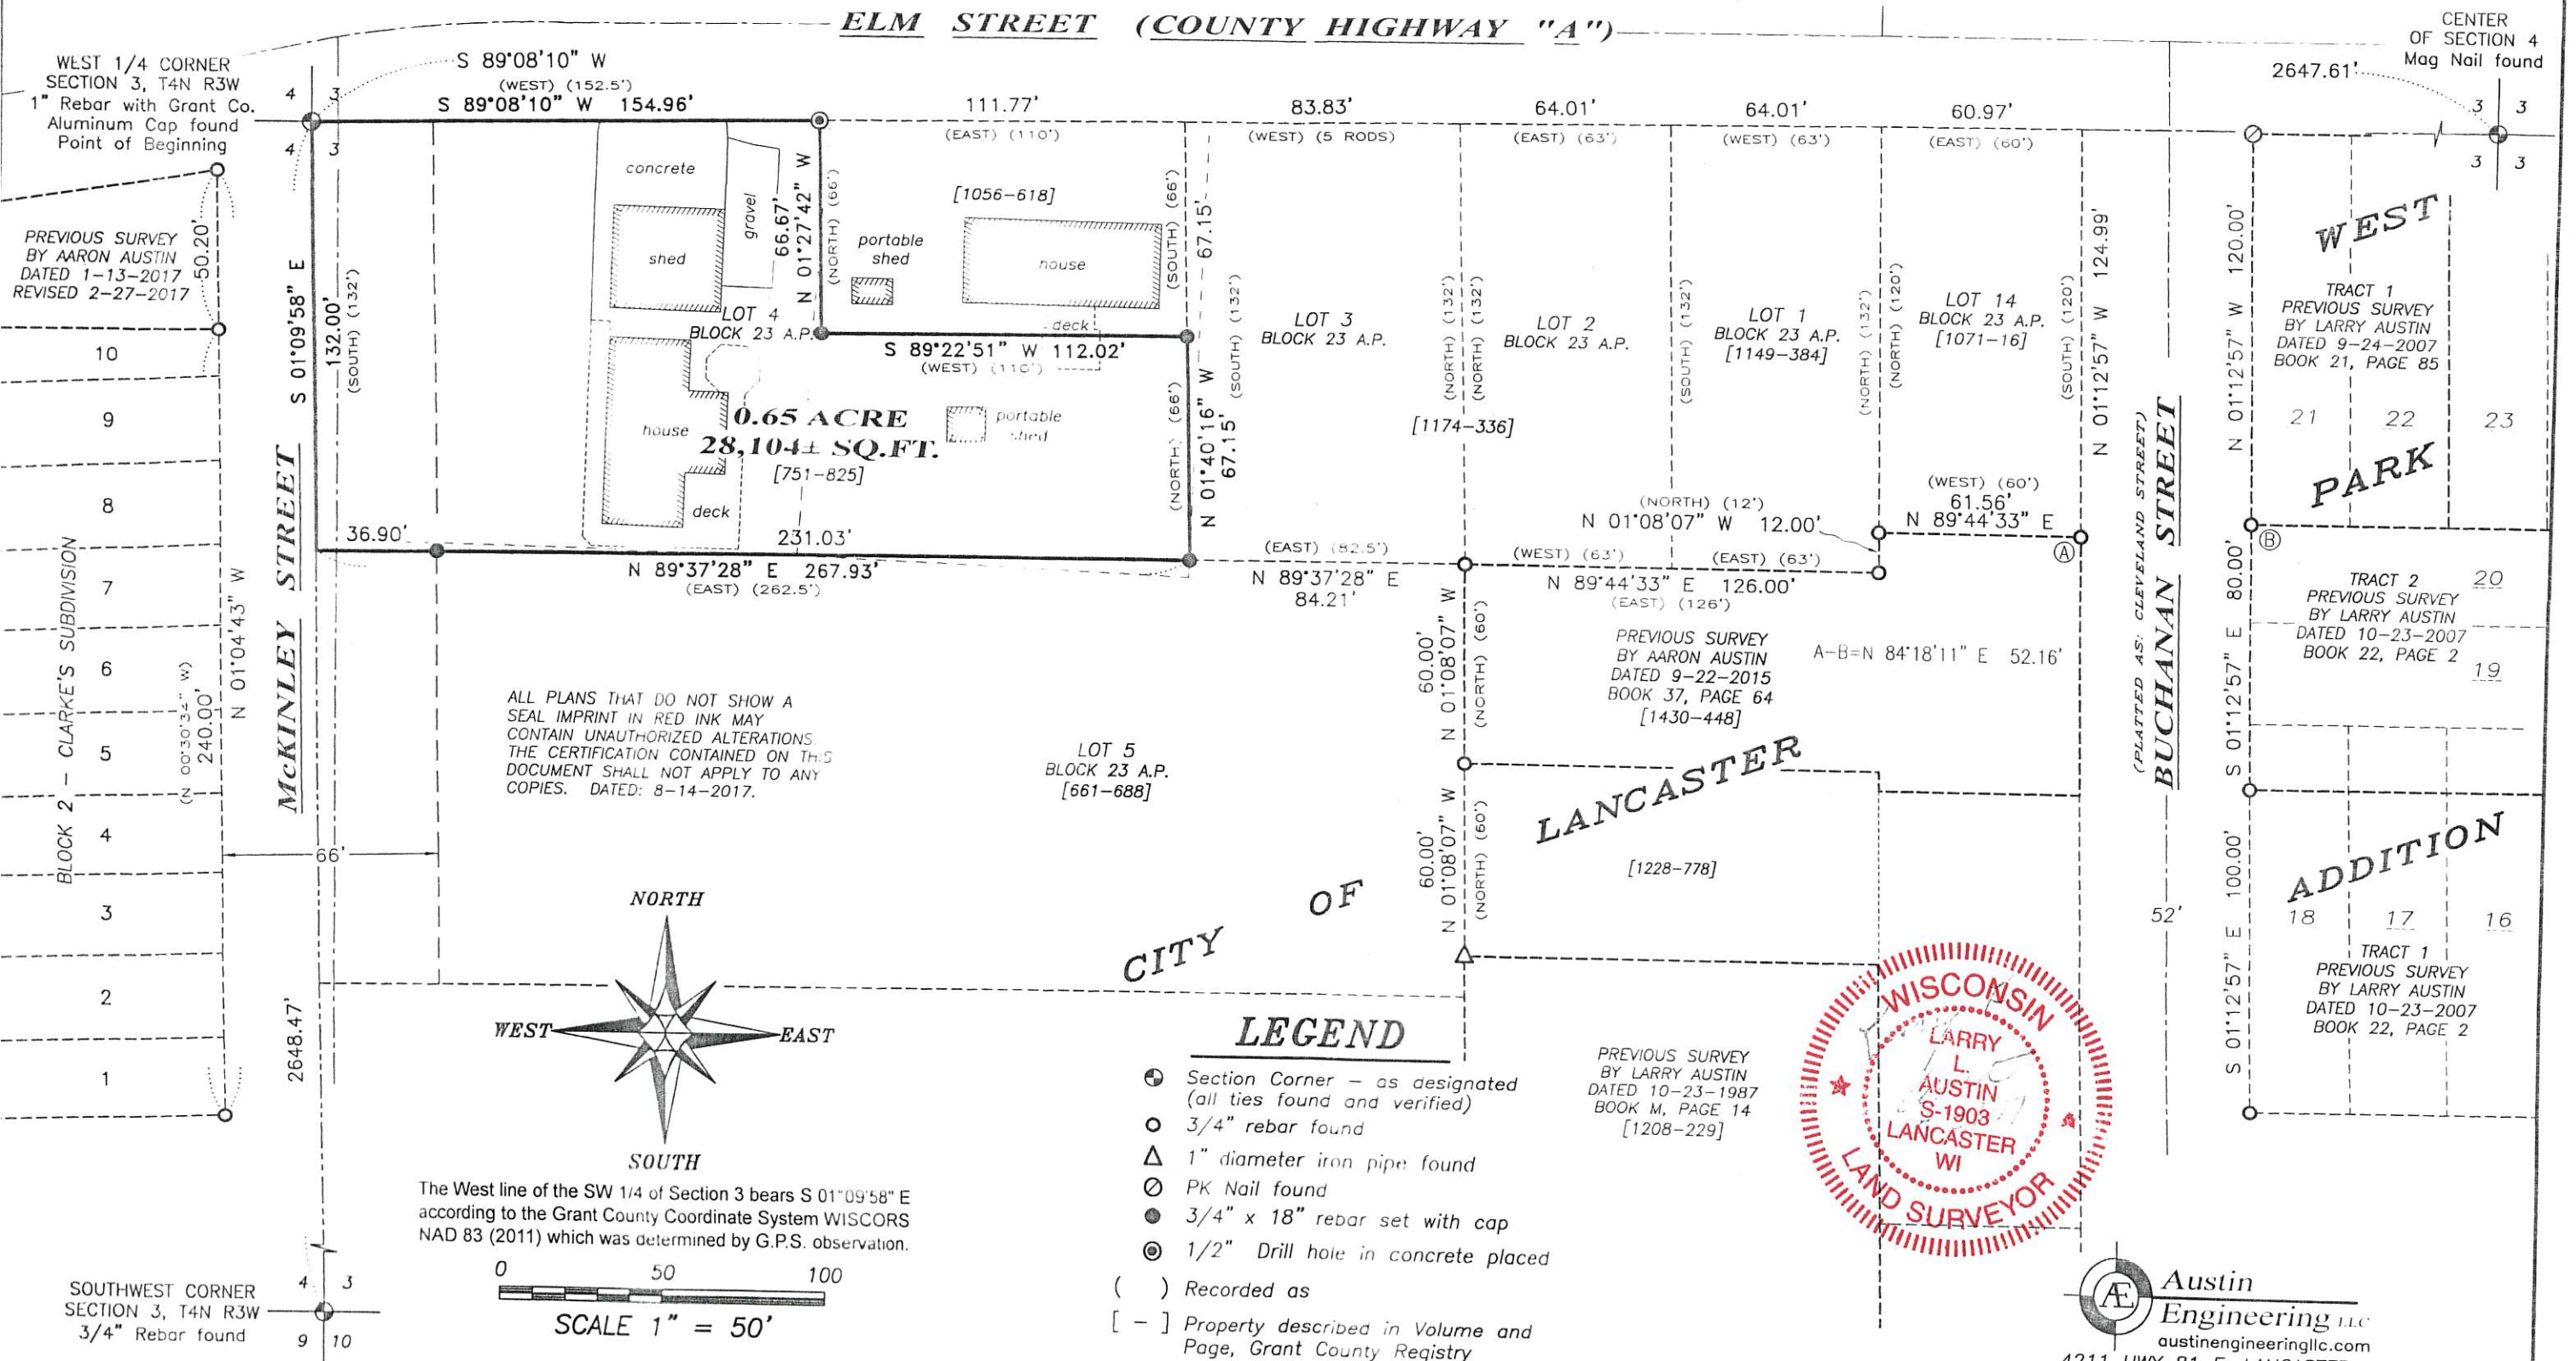 ELM STREET (COUNTY HIGHWAY "A")
WEST 1/4 CORNER
SECTION 3, T4N R3W
1" Rebar with Grant Co.
Aluminum Cap found
Point of Beginning
4 3
4 3
S 89°08'10" W
(WEST) (152.5')
S 89°08'10" W 154.96'
111.77'
(EAST) (110')
83.83'
(WEST) (5 RODS)
64.01'
(EAST) (63')
64.01'
(WEST) (63')
60.97'
(EAST) (60')
CENTER
OF SECTION 4
Mag Nail found
2647.61'
3 3
3 3
PREVIOUS SURVEY
BY AARON AUSTIN
DATED 1-13-2017
REVISED 2-27-2017
50.20'
10
9
8
7
6
5
4
3
2
1
BLOCK 2 - CLARKE'S SUBDIVISION
(N 00°30'34" W)
240.00'
N 01°04'43" W
McKINLEY STREET
S 01°09'58" E
132.00'
(SOUTH) (132')
concrete
shed
gravel
66.67'
N 01°27'42" W
(NORTH) (66')
[1056-618]
portable
shed
house
deck
(SOUTH) (66')
67.15'
LOT 4
BLOCK 23 A.P.
S 89°22'51" W 112.02'
(WEST) (110')
house
0.65 ACRE
28,104± SQ.FT.
[751-825]
portable
shed
deck
(NORTH) (66')
N 01°40'16" W
67.15'
36.90'
231.03'
N 89°37'28" E 267.93'
(EAST) (262.5')
(SOUTH) (132')
LOT 3
BLOCK 23 A.P.
(NORTH) (132')
(NORTH) (132')
[1174-336]
LOT 2
BLOCK 23 A.P.
(SOUTH) (132')
LOT 1
BLOCK 23 A.P.
[1149-384]
(NORTH) (132')
(NORTH) (120')
LOT 14
BLOCK 23 A.P.
[1071-16]
(SOUTH) (120')
N 01°12'57" W 124.99'
(EAST) (82.5')
N 89°37'28" E
84.21'
(NORTH) (12')
N 01°08'07" W 12.00'
(WEST) (63')
(EAST) (63')
N 89°44'33" E 126.00'
(EAST) (126')
(WEST) (60')
61.56'
N 89°44'33" E
A
B
PREVIOUS SURVEY
BY AARON AUSTIN
DATED 9-22-2015
BOOK 37, PAGE 64
[1430-448]
A-B=N 84°18'11" E 52.16'
60.00'
N 01°08'07" W
(NORTH) (60')
60.00'
N 01°08'07" W
(NORTH) (60')
(PLATTED AS: CLEVELAND STREET)
BUCHANAN STREET
52'
N 01°12'57" W 120.00'
S 01°12'57" E 80.00'
S 01°12'57" E 100.00'
WEST
PARK
ADDITION
TRACT 1
PREVIOUS SURVEY
BY LARRY AUSTIN
DATED 9-24-2007
BOOK 21, PAGE 85
21 22 23
TRACT 2
PREVIOUS SURVEY
BY LARRY AUSTIN
DATED 10-23-2007
BOOK 22, PAGE 2
20
19
18 17 16
TRACT 1
PREVIOUS SURVEY
BY LARRY AUSTIN
DATED 10-23-2007
BOOK 22, PAGE 2
ALL PLANS THAT DO NOT SHOW A
SEAL IMPRINT IN RED INK MAY
CONTAIN UNAUTHORIZED ALTERATIONS.
THE CERTIFICATION CONTAINED ON THIS
DOCUMENT SHALL NOT APPLY TO ANY
COPIES. DATED: 8-14-2017.
LOT 5
BLOCK 23 A.P.
[661-688]
66'
CITY OF LANCASTER
[1228-778]
NORTH
WEST
EAST
SOUTH
2648.47'
The West line of the SW 1/4 of Section 3 bears S 01°09'58" E
according to the Grant County Coordinate System WISCORS
NAD 83 (2011) which was determined by G.P.S. observation.
0 50 100
SCALE 1" = 50'
SOUTHWEST CORNER
SECTION 3, T4N R3W
3/4" Rebar found
4 3
9 10
LEGEND
Section Corner - as designated
(all ties found and verified)
3/4" rebar found
1" diameter iron pipe found
PK Nail found
3/4" x 18" rebar set with cap
1/2" Drill hole in concrete placed
( ) Recorded as
[ - ] Property described in Volume and
Page, Grant County Registry
PREVIOUS SURVEY
BY LARRY AUSTIN
DATED 10-23-1987
BOOK M, PAGE 14
[1208-229]
WISCONSIN
LARRY
L.
AUSTIN
S-1903
LANCASTER
WI
LAND SURVEYOR
Æ
Austin
Engineering LLC
austinengineeringllc.com